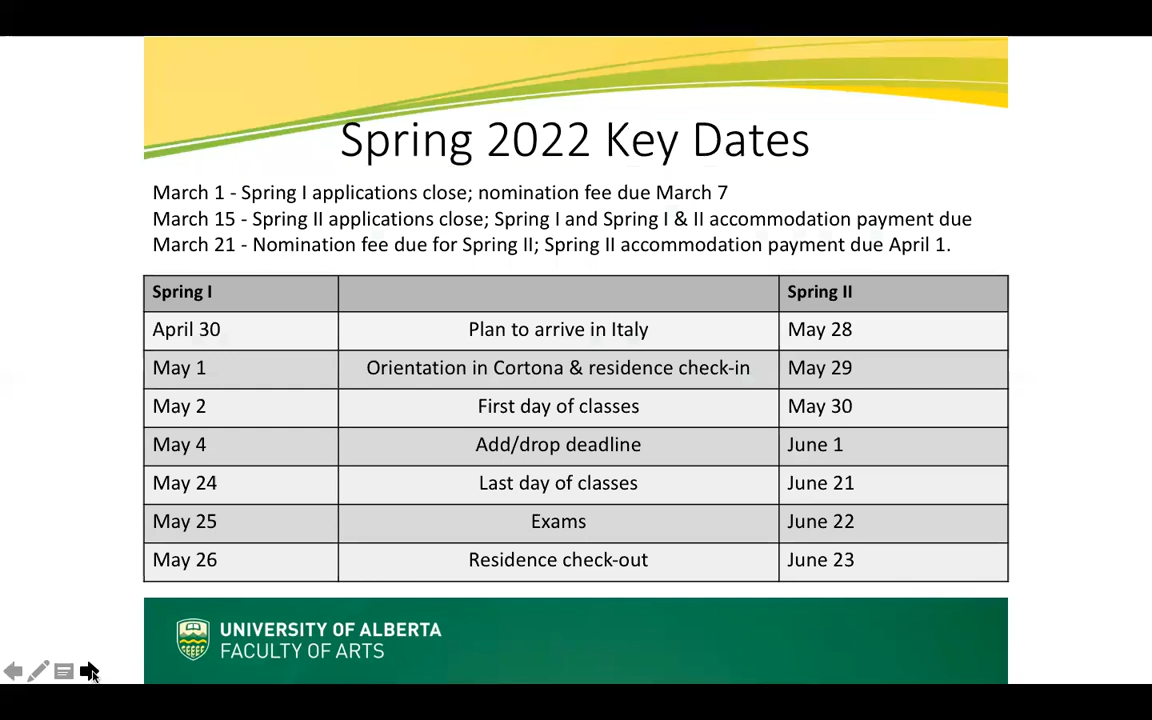 Spring 2022 Key Dates
March 1 - Spring I applications close; nomination fee due March 7
March 15 - Spring II applications close; Spring I and Spring I & II accommodation payment due
March 21 - Nomination fee due for Spring II; Spring II accommodation payment due April 1.
Spring I Spring II
April 30 Plan to arrive in Italy May 28
May 1 Orientation in Cortona & residence check-in May 29
May 2 First day of classes May 30
May 4 Add/drop deadline June 1
May 24 Last day of classes June 21
May 25 Exams June 22
May 26 Residence check-out June 23
UNIVERSITY OF ALBERTA
FACULTY OF ARTS